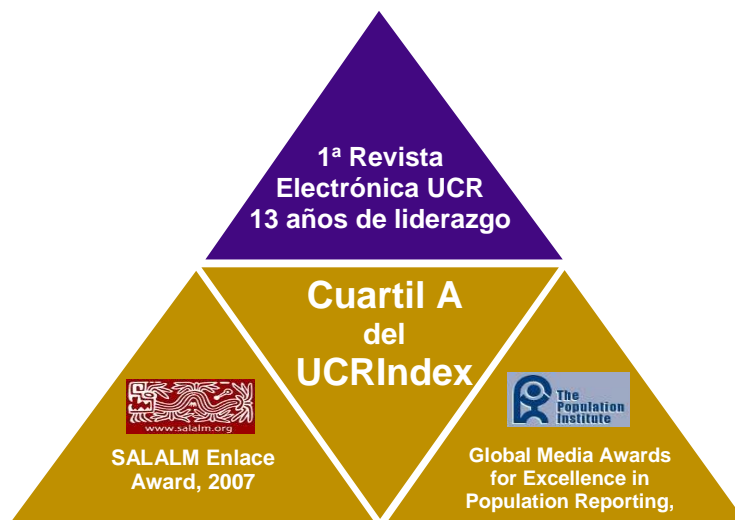 1ª Revista
Electrónica UCR
13 años de liderazgo
Cuartil A
del
UCRIndex
www.salalm.org
SALALM Enlace
Award, 2007
The
Population
Institute
Global Media Awards
for Excellence in
Population Reporting,